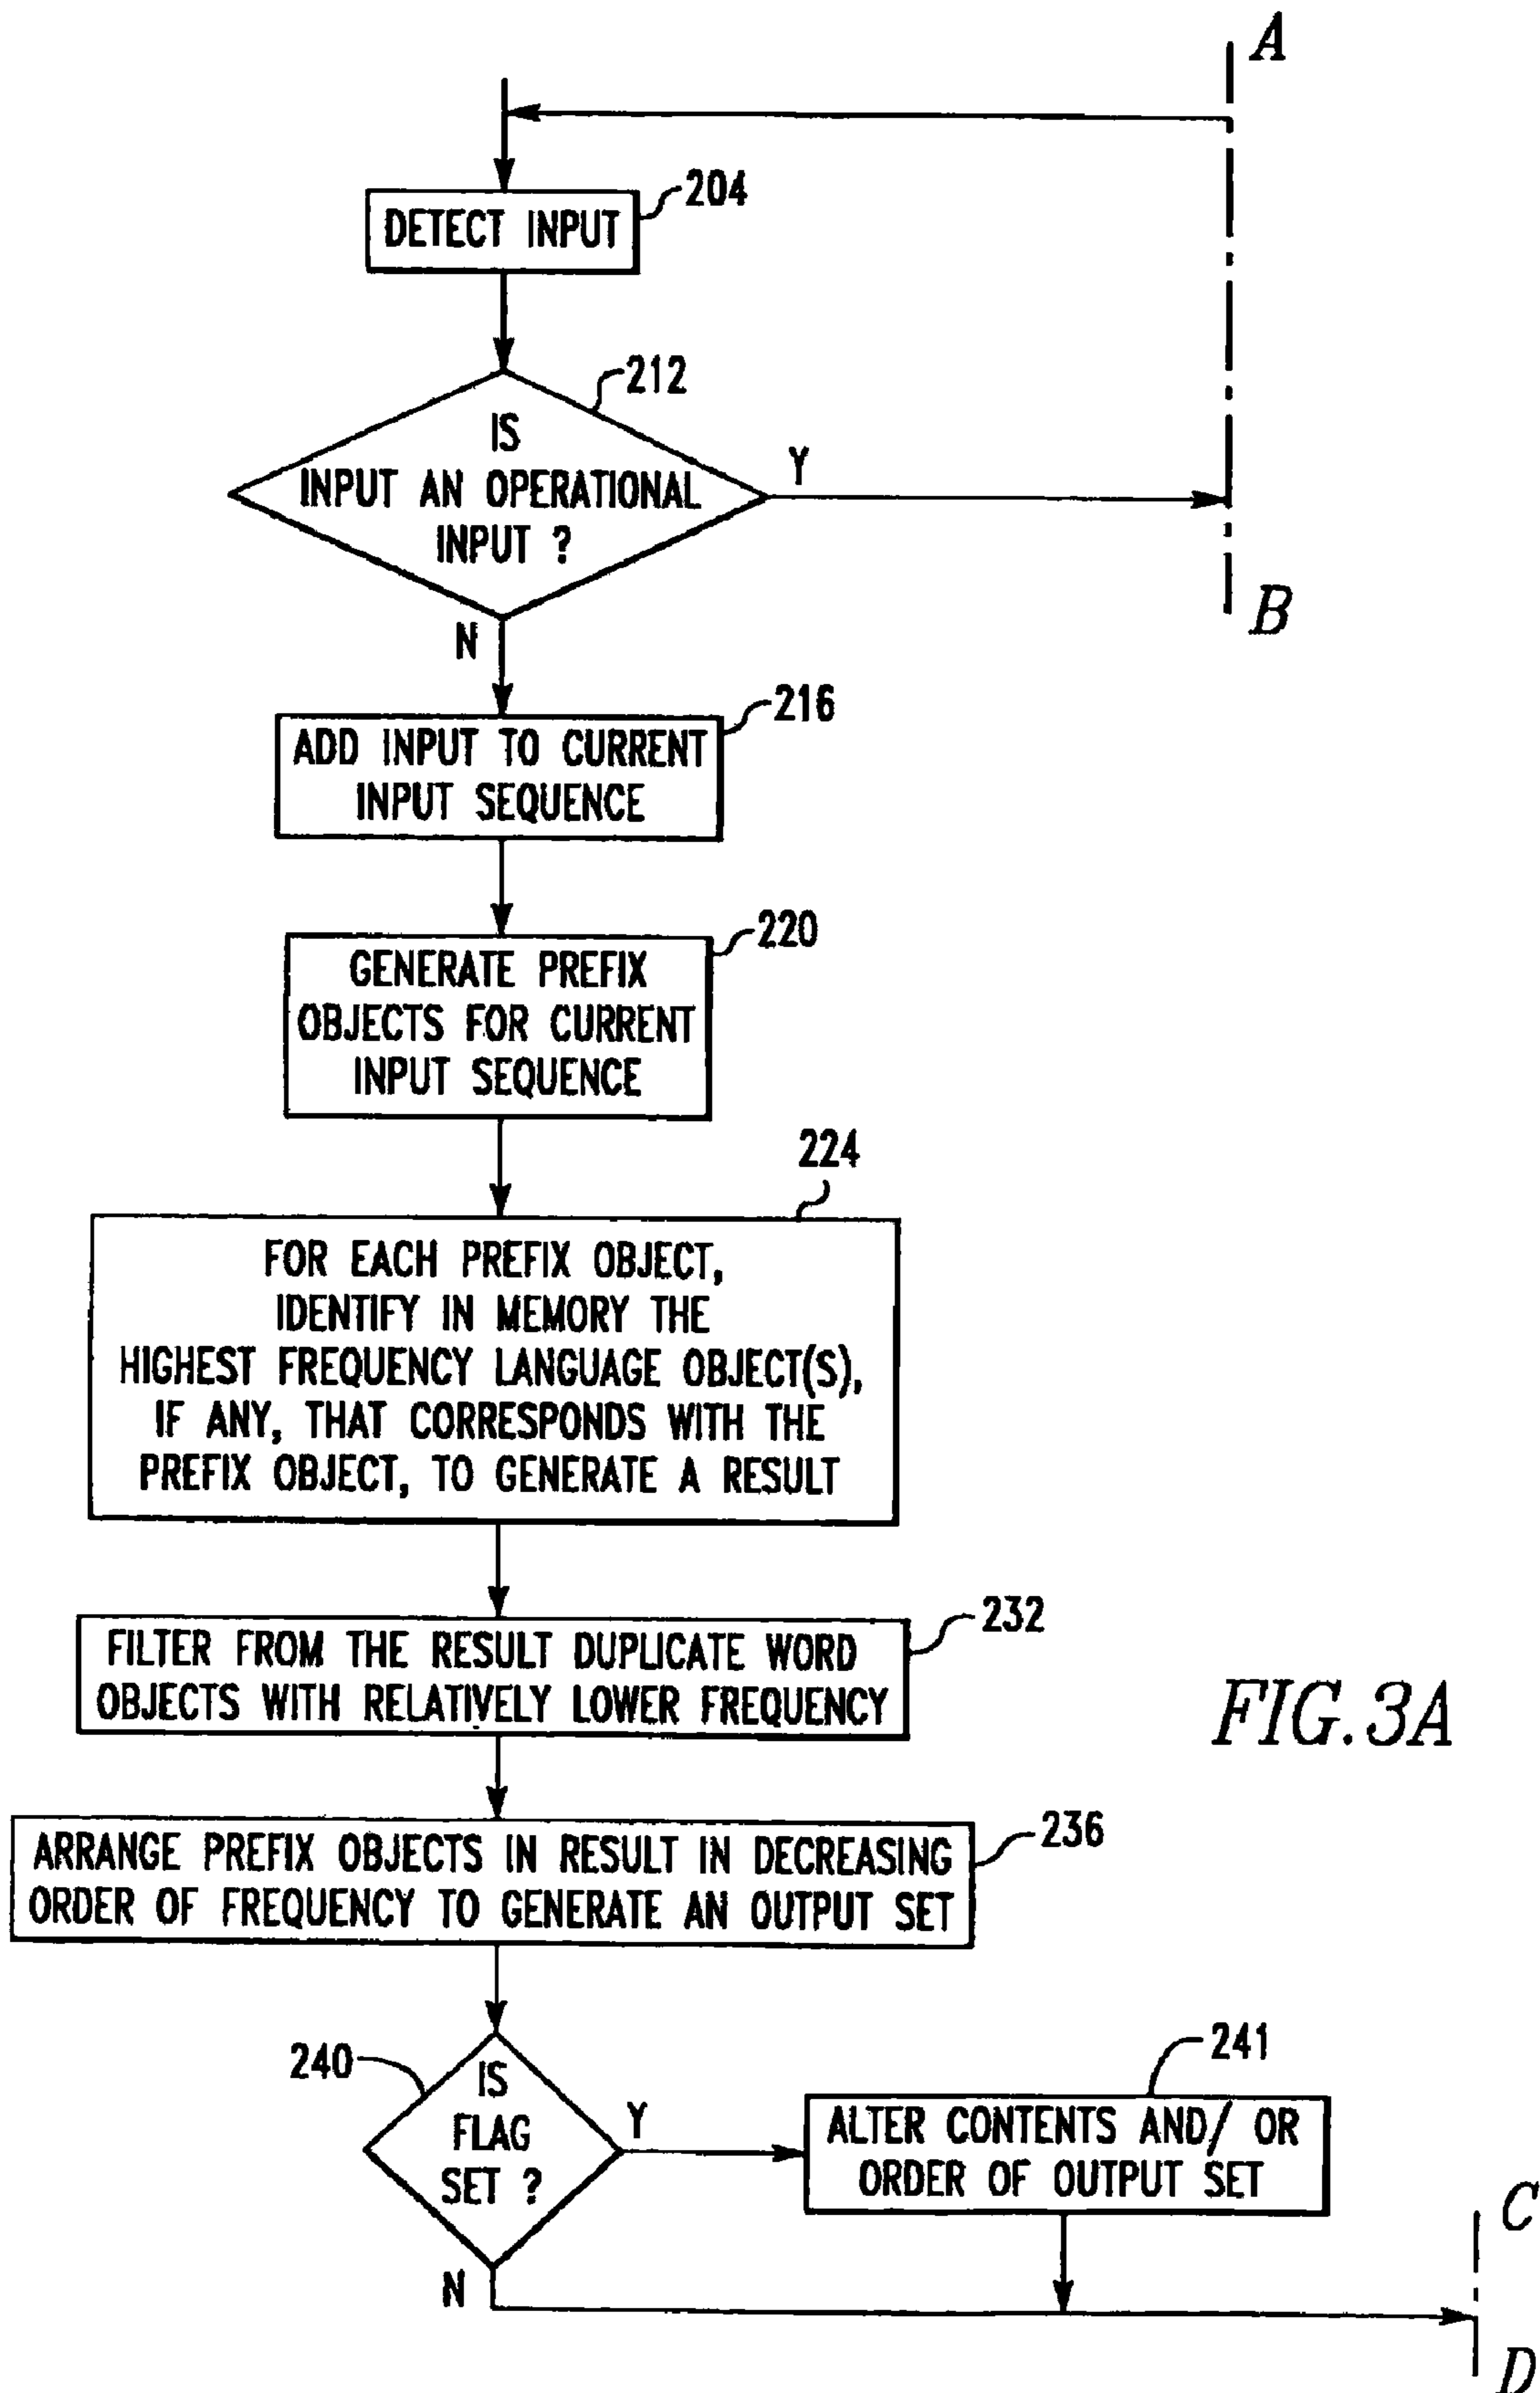 A
204
DETECT INPUT
212
IS
INPUT AN OPERATIONAL
INPUT ?
Y
B
N
216
ADD INPUT TO CURRENT
INPUT SEQUENCE
220
GENERATE PREFIX
OBJECTS FOR CURRENT
INPUT SEQUENCE
224
FOR EACH PREFIX OBJECT,
IDENTIFY IN MEMORY THE
HIGHEST FREQUENCY LANGUAGE OBJECT(S),
IF ANY, THAT CORRESPONDS WITH THE
PREFIX OBJECT, TO GENERATE A RESULT
232
FILTER FROM THE RESULT DUPLICATE WORD
OBJECTS WITH RELATIVELY LOWER FREQUENCY
FIG.3A
236
ARRANGE PREFIX OBJECTS IN RESULT IN DECREASING
ORDER OF FREQUENCY TO GENERATE AN OUTPUT SET
240
IS
FLAG
SET ?
Y
241
ALTER CONTENTS AND/ OR
ORDER OF OUTPUT SET
C
N
D